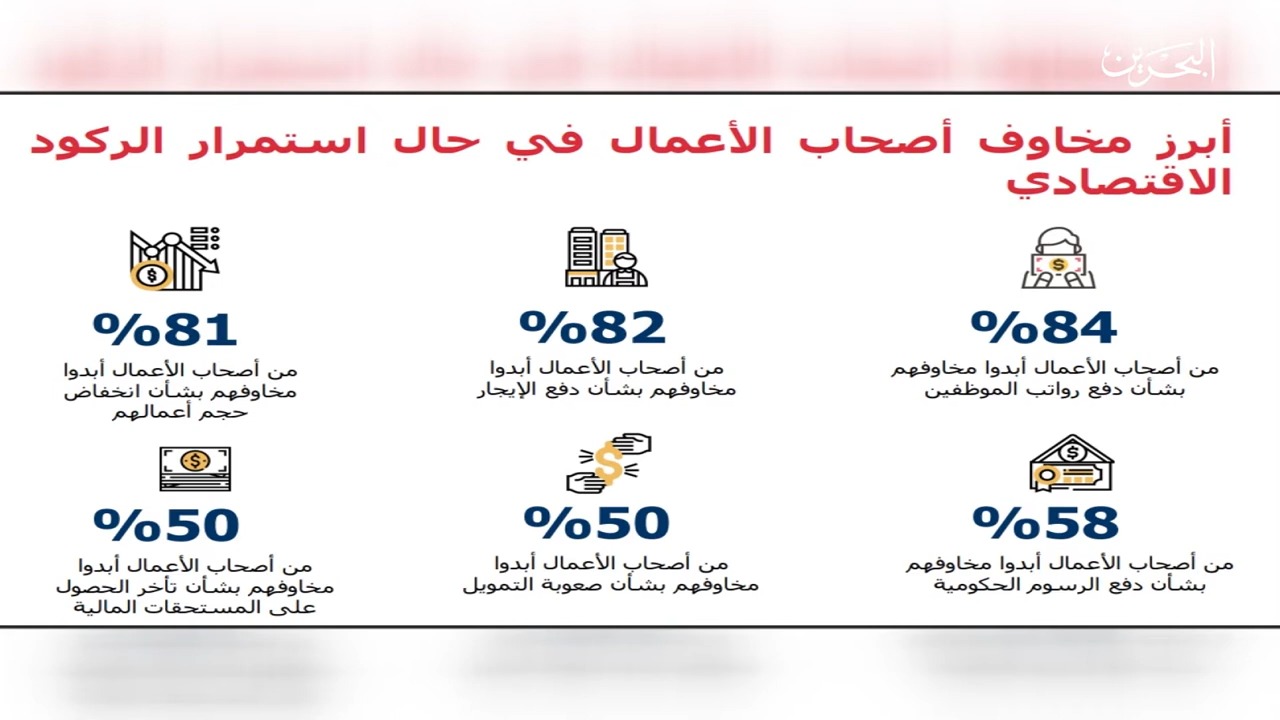 البحرين
أبرز مخاوف أصحاب الأعمال في حال استمرار الركود
الاقتصادي
%84
من أصحاب الأعمال أبدوا مخاوفهم
بشأن دفع رواتب الموظفين
%82
من أصحاب الأعمال أبدوا
مخاوفهم بشأن دفع الإيجار
%81
من أصحاب الأعمال أبدوا
مخاوفهم بشأن انخفاض
حجم أعمالهم
%58
من أصحاب الأعمال أبدوا مخاوفهم
بشأن دفع الرسوم الحكومية
%50
من أصحاب الأعمال أبدوا
مخاوفهم بشأن صعوبة التمويل
%50
من أصحاب الأعمال أبدوا
مخاوفهم بشأن تأخر الحصول
على المستحقات المالية